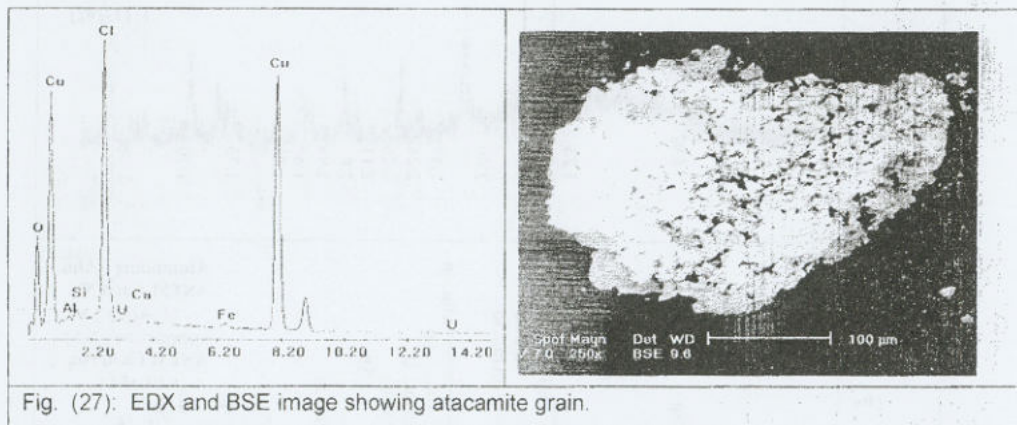 Cl
Cu
Cu
O
Si
Al
U
Ca
Fe
U
2.20 4.20 6.20 8.20 10.20 12.20 14.20
Spot Magn Det WD 100 µm
7.0 250x BSE 9.6
Fig. (27): EDX and BSE image showing atacamite grain.